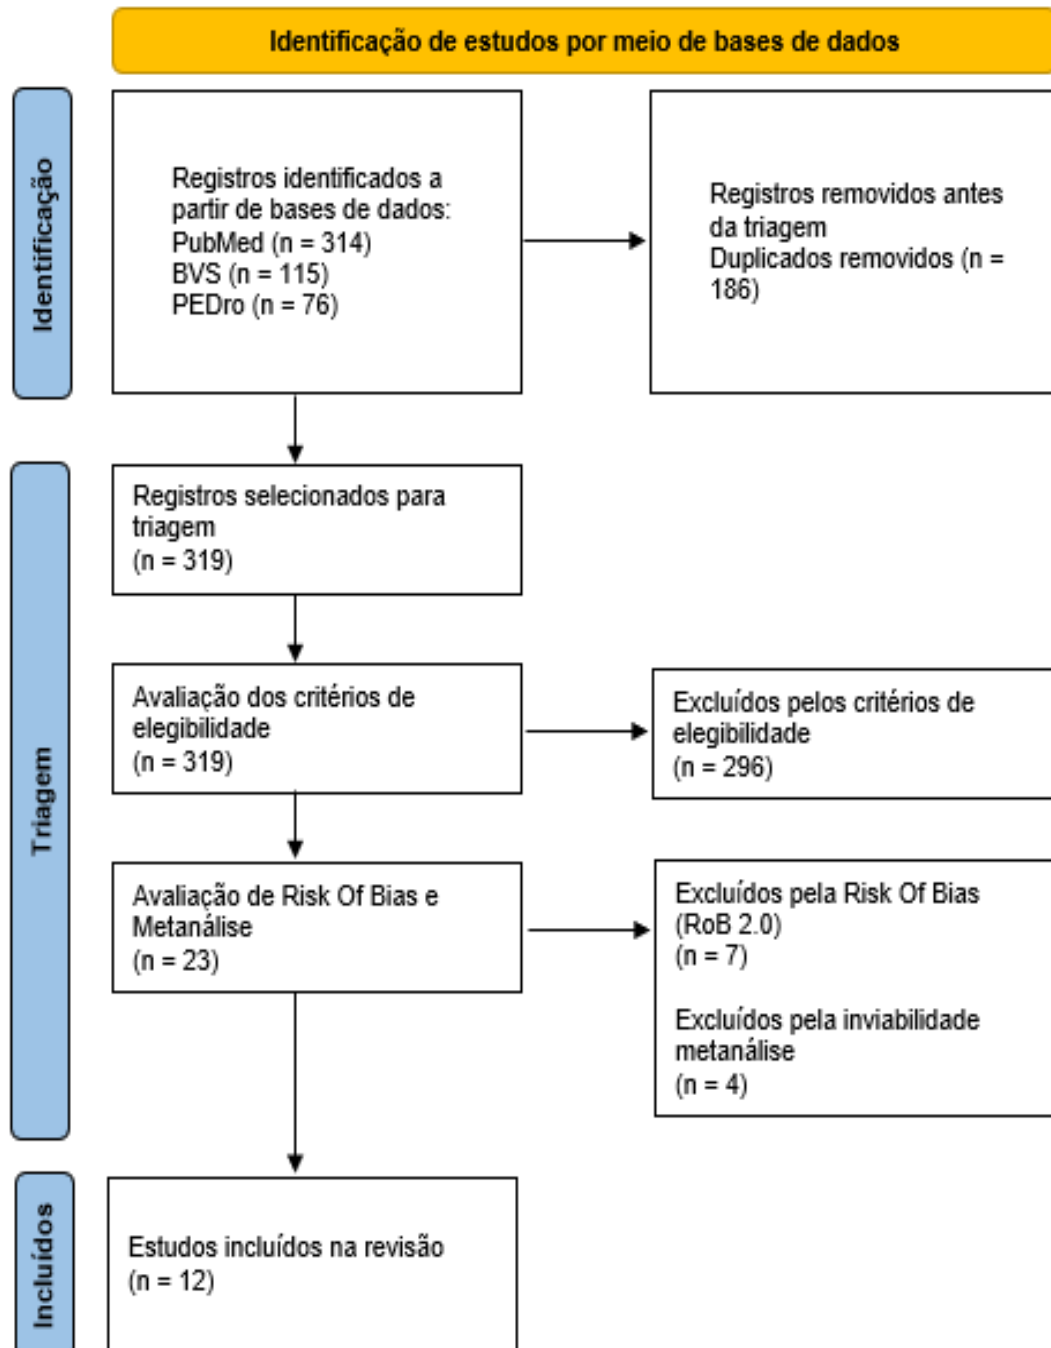 Identificação de estudos por meio de bases de dados
Identificação
Registros identificados a
partir de bases de dados:
PubMed (n = 314)
BVS (n = 115)
PEDro (n = 76)
Registros removidos antes
da triagem
Duplicados removidos (n =
186)
Triagem
Registros selecionados para
triagem
(n = 319)
Avaliação dos critérios de
elegibilidade
(n = 319)
Excluídos pelos critérios de
elegibilidade
(n = 296)
Avaliação de Risk Of Bias e
Metanálise
(n = 23)
Excluídos pela Risk Of Bias
(RoB 2.0)
(n = 7)
Excluídos pela inviabilidade
metanálise
(n = 4)
Incluídos
Estudos incluídos na revisão
(n = 12)